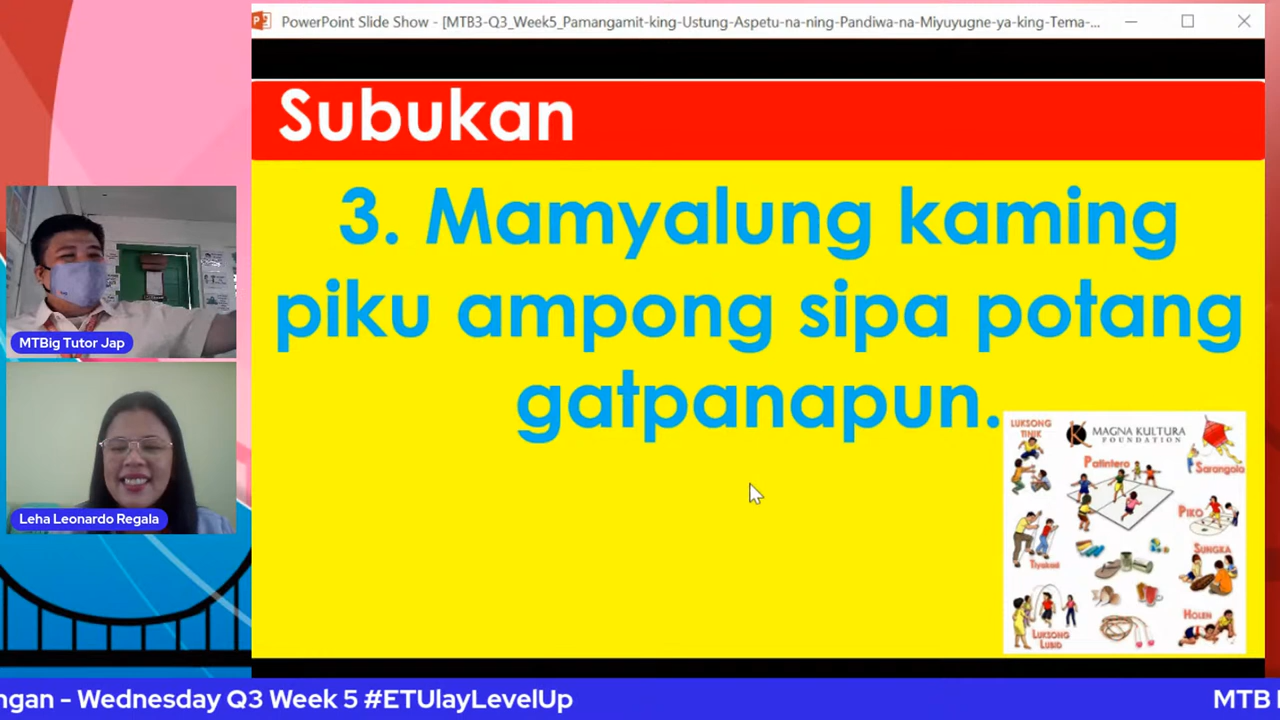 PowerPoint Slide Show - [MTB3-Q3_Week5_Pamangamit-king-Ustung-Aspetu-na-ning-Pandiwa-na-Miyuyugne-ya-king-Tema-...
Subukan
3. Mamyalung kaming
piku ampong sipa potang
gatpanapun.
MTBig Tutor Jap
Leha Leonardo Regala
LUKSONG
TINIK
MAGNA KULTURA
FOUNDATION
Patintero
Sarangola
PIKO
SUNGKA
HOLEN
LUKSONG
LUBID
ngan - Wednesday Q3 Week 5 #ETUlayLevelUp
MTB